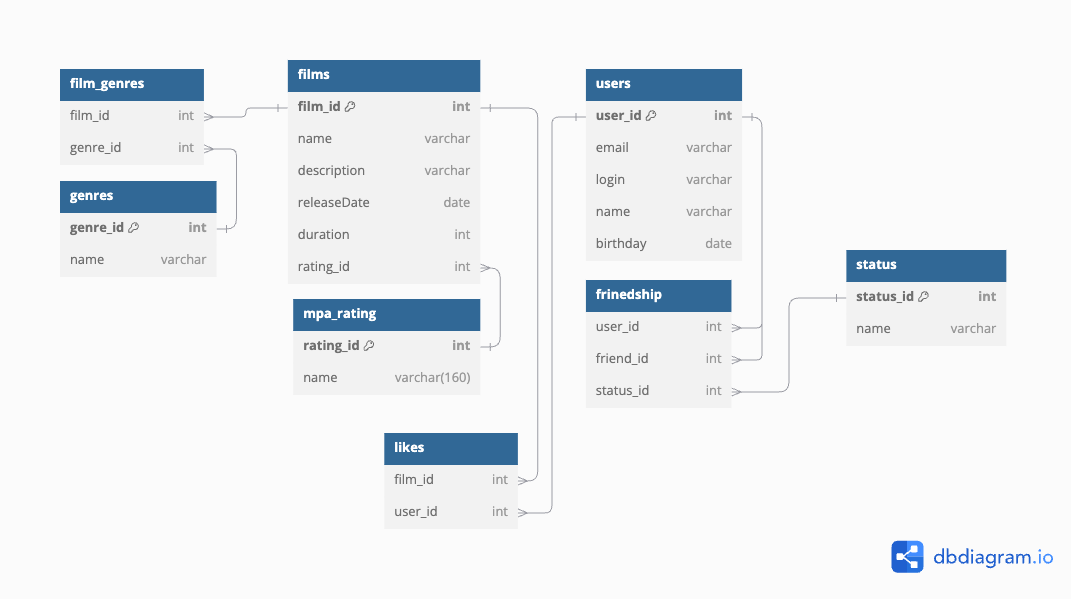 film_genres
film_id int
genre_id int
genres
genre_id int
name varchar
films
film_id int
name varchar
description varchar
releaseDate date
duration int
rating_id int
mpa_rating
rating_id int
name varchar(160)
likes
film_id int
user_id int
users
user_id int
email varchar
login varchar
name varchar
birthday date
frinedship
user_id int
friend_id int
status_id int
status
status_id int
name varchar
dbdiagram.io